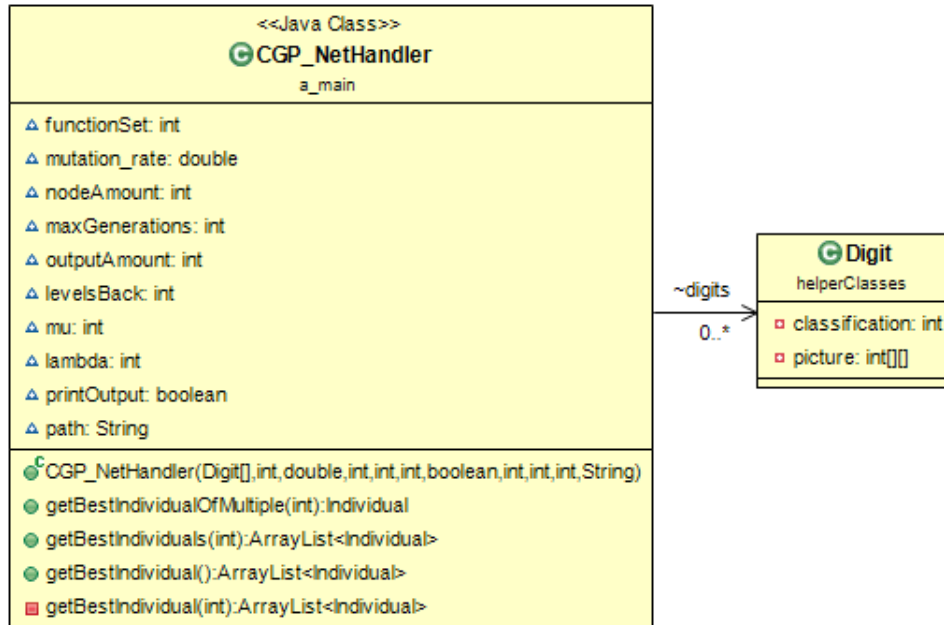 <<Java Class>>
CGP_NetHandler
a_main
functionSet: int
mutation_rate: double
nodeAmount: int
maxGenerations: int
outputAmount: int
levelsBack: int
mu: int
lambda: int
printOutput: boolean
path: String
CGP_NetHandler(Digit[],int,double,int,int,int,boolean,int,int,int,String)
getBestIndividualOfMultiple(int):Individual
getBestIndividuals(int):ArrayList<Individual>
getBestIndividual():ArrayList<Individual>
getBestIndividual(int):ArrayList<Individual>
~digits
0..*
Digit
helperClasses
classification: int
picture: int[][]